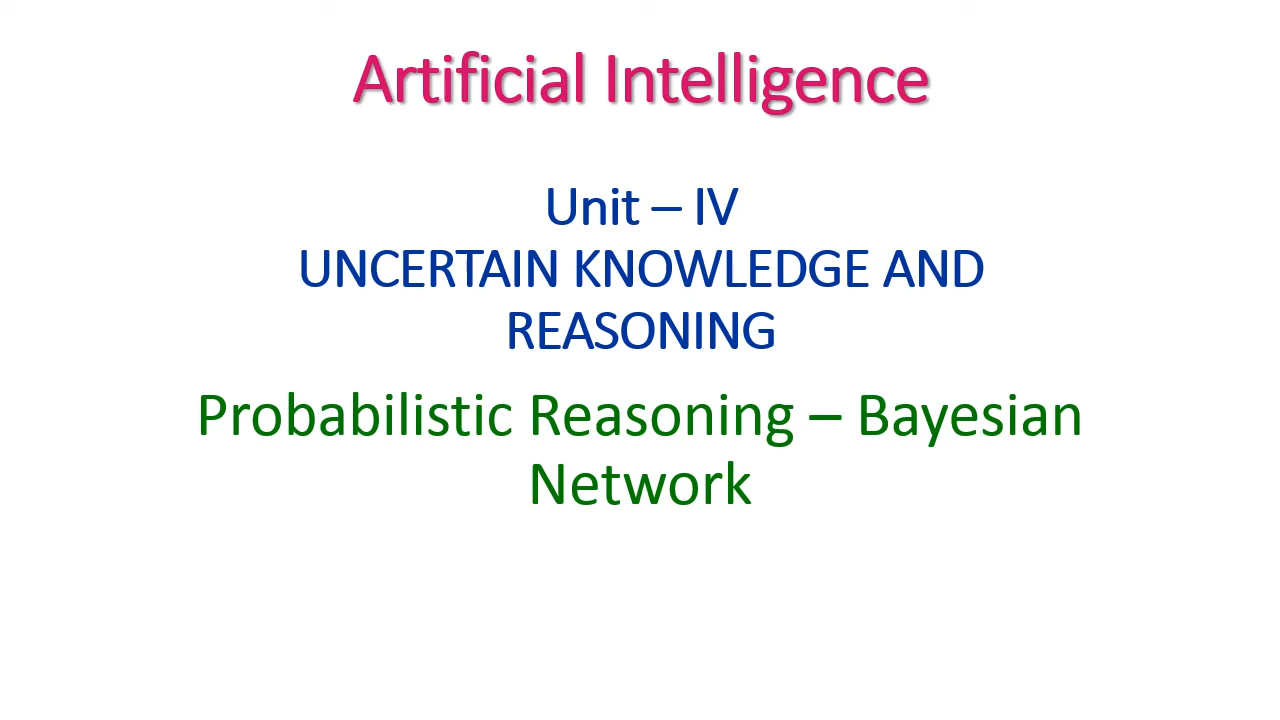 Artificial Intelligence
Unit – IV
UNCERTAIN KNOWLEDGE AND
REASONING
Probabilistic Reasoning – Bayesian
Network